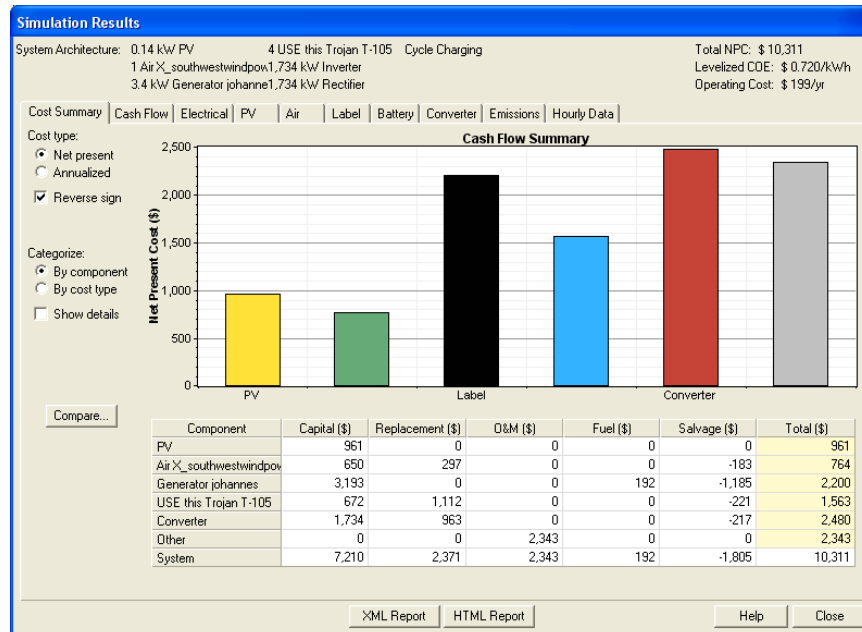 Simulation Results
System Architecture: 0.14 kW PV 4 USE this Trojan T-105 Cycle Charging Total NPC: $ 10,311
1 Air X_southwestwindpow1,734 kW Inverter Levelized COE: $ 0.720/kWh
3.4 kW Generator johanne1,734 kW Rectifier Operating Cost: $ 199/yr
Cost Summary Cash Flow Electrical PV Air Label Battery Converter Emissions Hourly Data
Cost type:
Net present
Annualized
Reverse sign
Categorize:
By component
By cost type
Show details
Compare...
Cash Flow Summary
Net Present Cost ($)
2,500
2,000
1,500
1,000
500
0
PV Label Converter
Component Capital ($) Replacement ($) O&M ($) Fuel ($) Salvage ($) Total ($)
PV 961 0 0 0 0 961
Air X_southwestwindpow 650 297 0 0 -183 764
Generator johannes 3,193 0 0 192 -1,185 2,200
USE this Trojan T-105 672 1,112 0 0 -221 1,563
Converter 1,734 963 0 0 -217 2,480
Other 0 0 2,343 0 0 2,343
System 7,210 2,371 2,343 192 -1,805 10,311
XML Report HTML Report Help Close